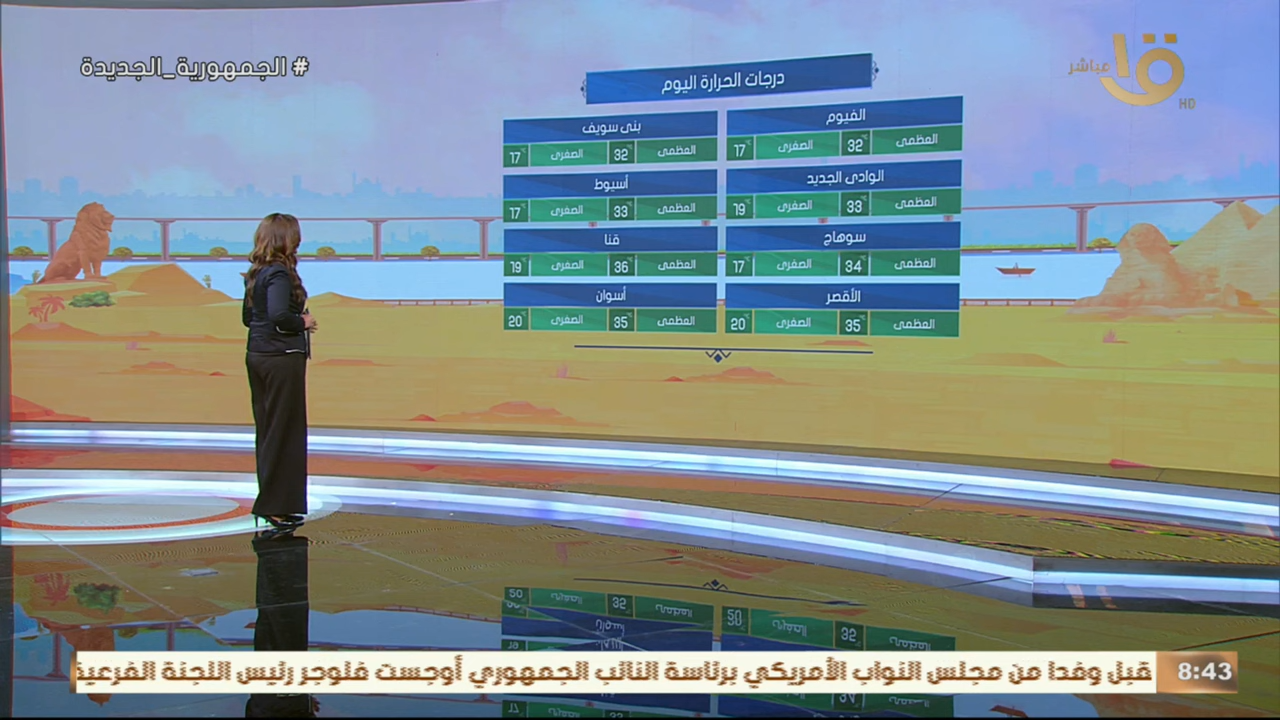 # الجمهورية_الجديدة
ق١
مباشر
HD
درجات الحرارة اليوم
الفيوم
العظمى 32 °C الصغرى 17 °C
بنى سويف
العظمى 32 °C الصغرى 17 °C
الوادى الجديد
العظمى 33 °C الصغرى 19 °C
أسيوط
العظمى 33 °C الصغرى 17 °C
سوهاج
العظمى 34 °C الصغرى 17 °C
قنا
العظمى 36 °C الصغرى 19 °C
الأقصر
العظمى 35 °C الصغرى 20 °C
أسوان
العظمى 35 °C الصغرى 20 °C
8:43 قبل وفدا من مجلس النواب الأمريكي برئاسة النائب الجمهوري أوجست فلوجر رئيس اللجنة الفرعية